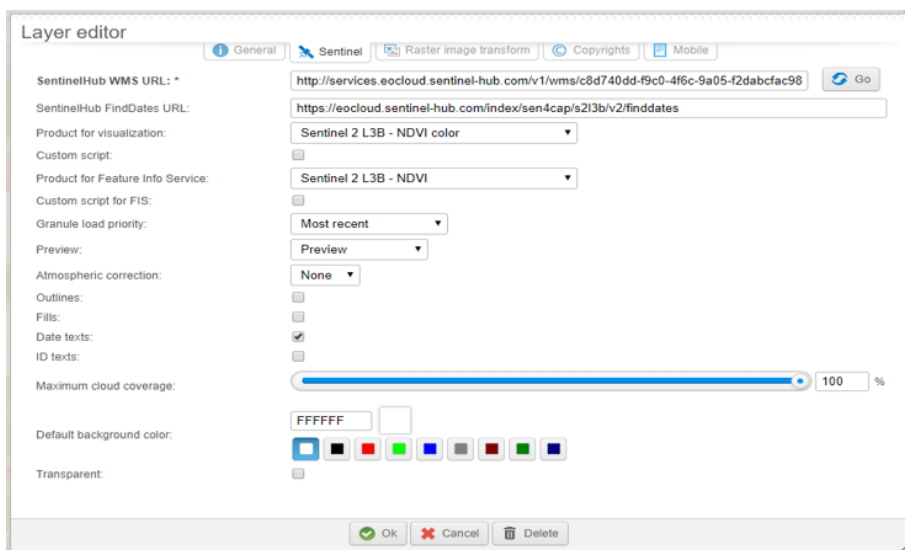 Layer editor
General Sentinel Raster image transform © Copyrights Mobile
SentinelHub WMS URL: * http://services.eocloud.sentinel-hub.com/v1/wms/c8d740dd-f9c0-4f6c-9a05-f2dabcfac98 Go
SentinelHub FindDates URL: https://eocloud.sentinel-hub.com/index/sen4cap/s2l3b/v2/finddates
Product for visualization: Sentinel 2 L3B - NDVI color
Custom script:
Product for Feature Info Service: Sentinel 2 L3B - NDVI
Custom script for FIS:
Granule load priority: Most recent
Preview: Preview
Atmospheric correction: None
Outlines:
Fills:
Date texts:
ID texts:
Maximum cloud coverage: 100 %
FFFFFF
Default background color:
Transparent:
Ok Cancel Delete